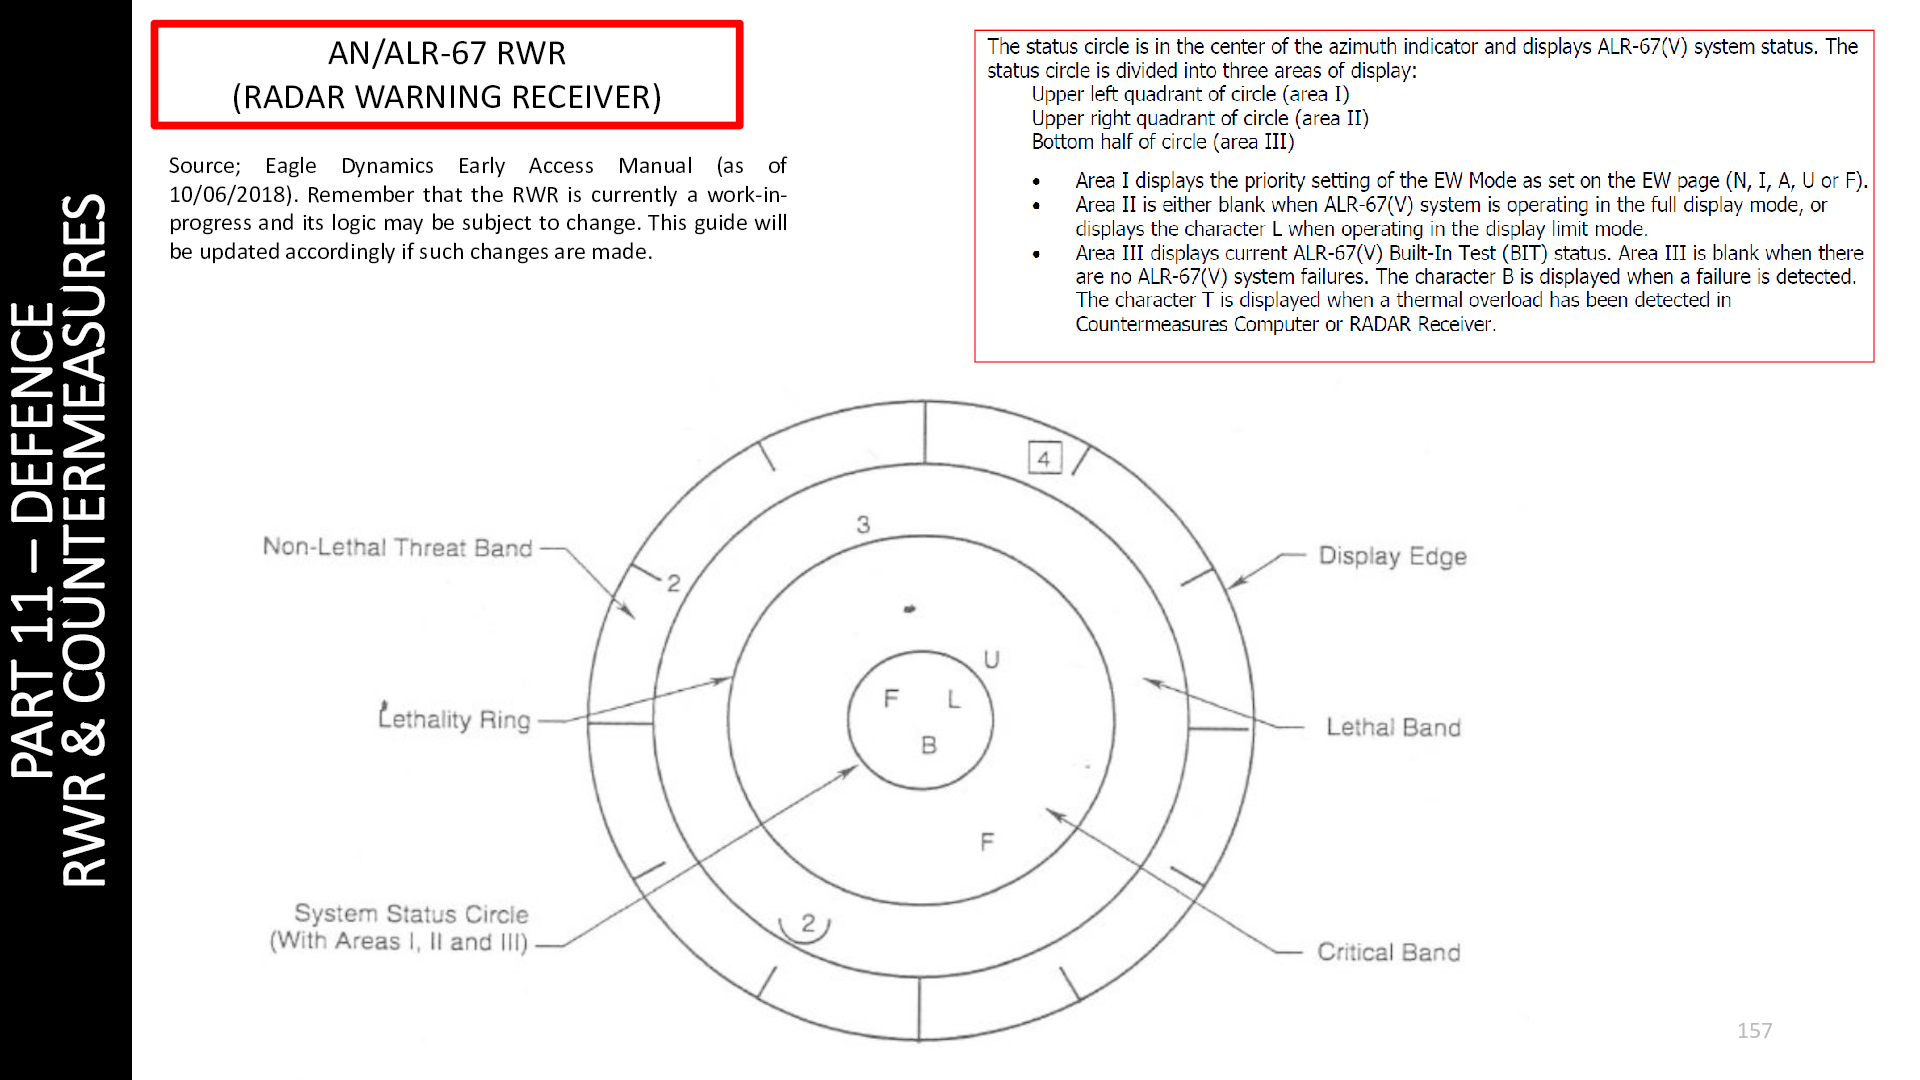 PART 11 – DEFENCE
RWR & COUNTERMEASURES
AN/ALR-67 RWR
(RADAR WARNING RECEIVER)
Source; Eagle Dynamics Early Access Manual (as of
10/06/2018). Remember that the RWR is currently a work-in-
progress and its logic may be subject to change. This guide will
be updated accordingly if such changes are made.
The status circle is in the center of the azimuth indicator and displays ALR-67(V) system status. The
status circle is divided into three areas of display:
Upper left quadrant of circle (area I)
Upper right quadrant of circle (area II)
Bottom half of circle (area III)
• Area I displays the priority setting of the EW Mode as set on the EW page (N, I, A, U or F).
• Area II is either blank when ALR-67(V) system is operating in the full display mode, or
displays the character L when operating in the display limit mode.
• Area III displays current ALR-67(V) Built-In Test (BIT) status. Area III is blank when there
are no ALR-67(V) system failures. The character B is displayed when a failure is detected.
The character T is displayed when a thermal overload has been detected in
Countermeasures Computer or RADAR Receiver.
4
3
Non-Lethal Threat Band
Display Edge
2
U
F L
Lethality Ring
Lethal Band
B
F
System Status Circle
(With Areas I, II and III)
2
Critical Band
157